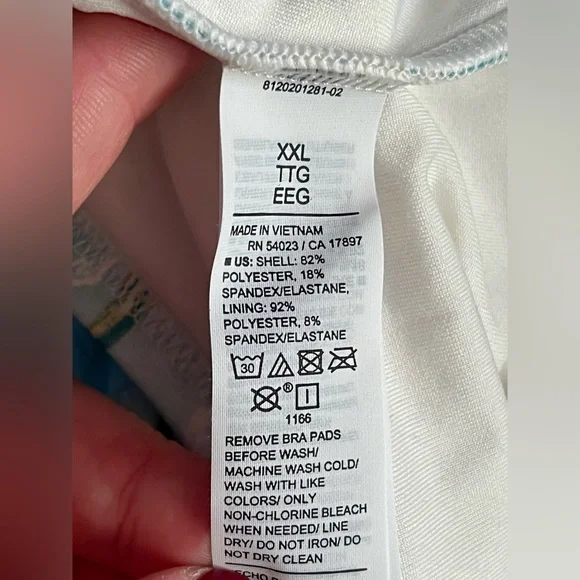 8120201281-02
XXL
TTG
EEG
MADE IN VIETNAM
RN 54023 / CA 17897
■ US: SHELL: 82%
POLYESTER, 18%
SPANDEX/ELASTANE,
LINING: 92%
POLYESTER, 8%
SPANDEX/ELASTANE
30
®
1166
REMOVE BRA PADS
BEFORE WASH/
MACHINE WASH COLD/
WASH WITH LIKE
COLORS/ ONLY
NON-CHLORINE BLEACH
WHEN NEEDED/ LINE
DRY/ DO NOT IRON/ DO
NOT DRY CLEAN